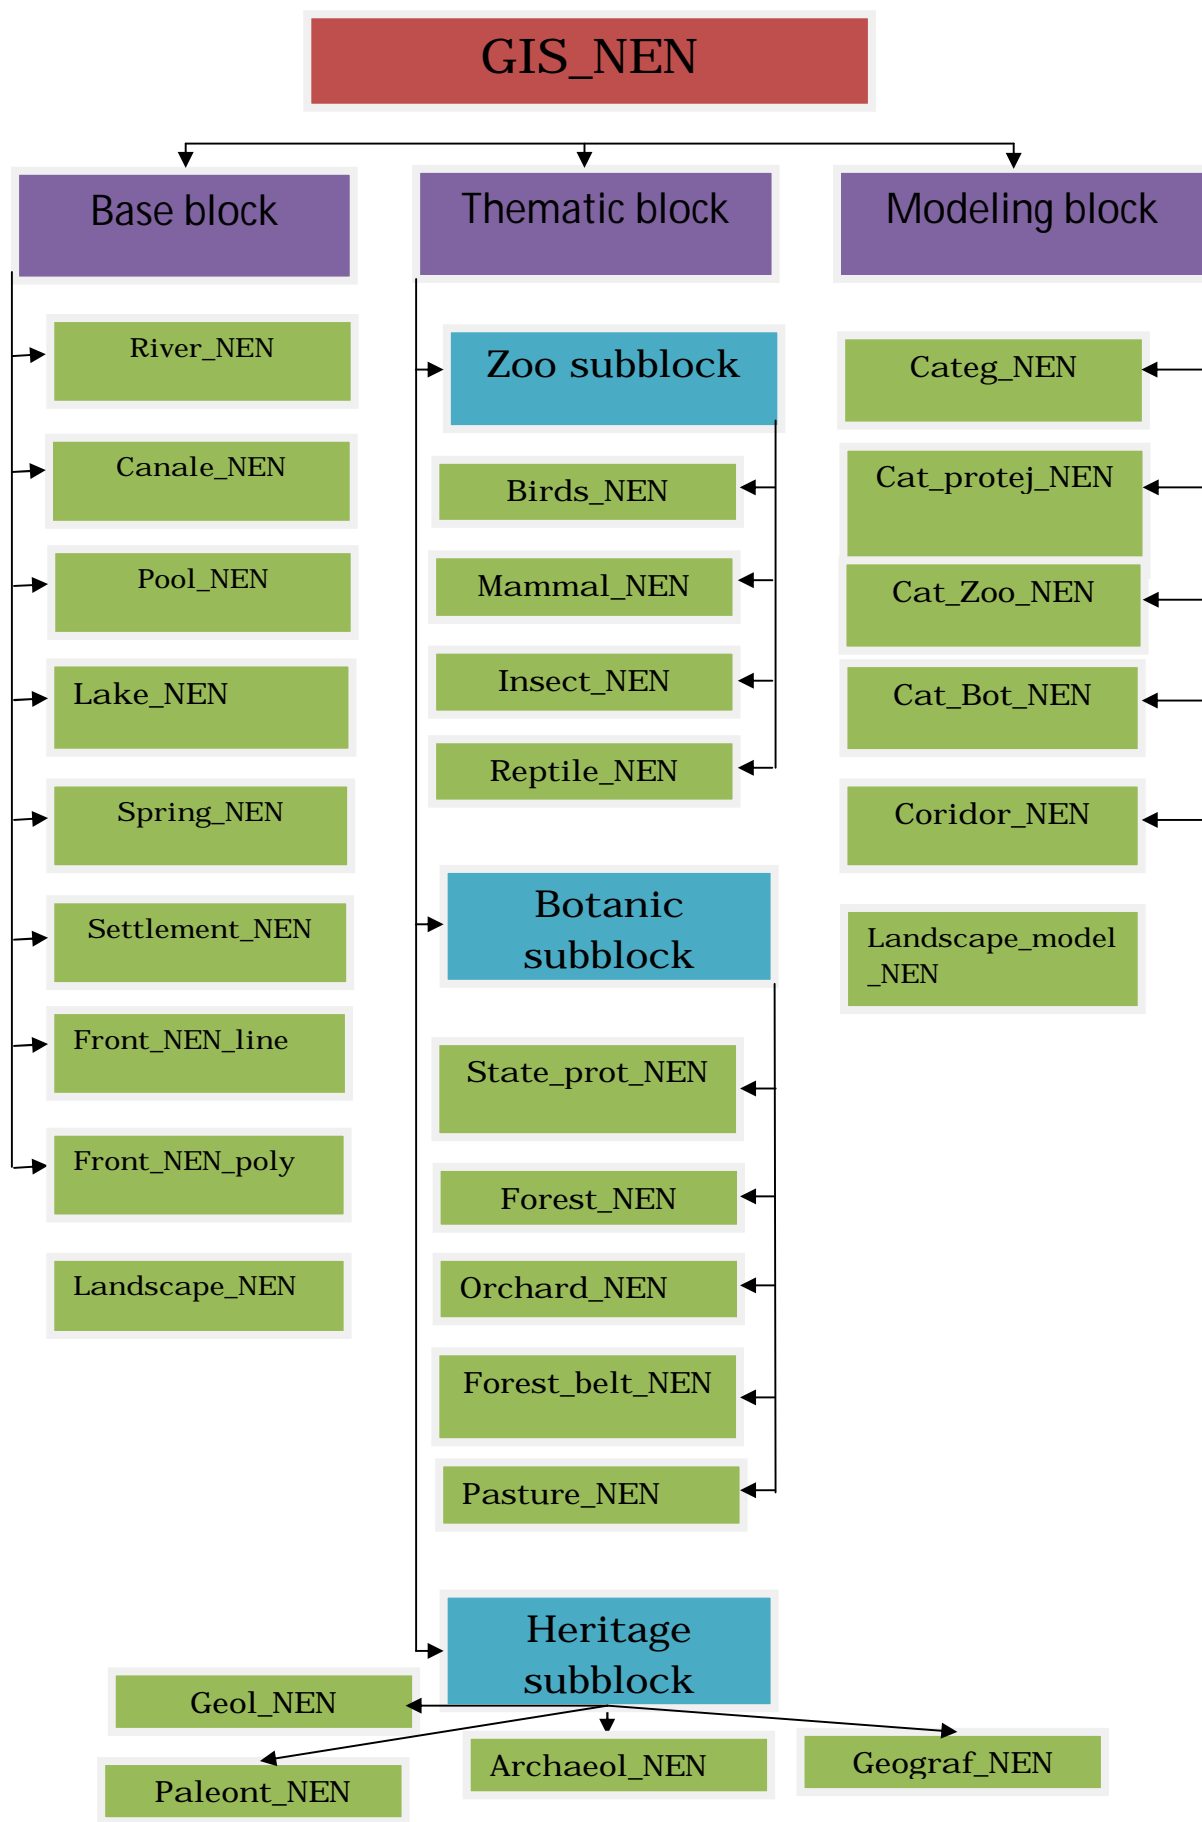 GIS_NEN
Base block
Thematic block
Modeling block
River_NEN
Canale_NEN
Pool_NEN
Lake_NEN
Spring_NEN
Settlement_NEN
Front_NEN_line
Front_NEN_poly
Landscape_NEN
Zoo subblock
Birds_NEN
Mammal_NEN
Insect_NEN
Reptile_NEN
Botanic
subblock
State_prot_NEN
Forest_NEN
Orchard_NEN
Forest_belt_NEN
Pasture_NEN
Heritage
subblock
Geol_NEN
Paleont_NEN
Archaeol_NEN
Geograf_NEN
Categ_NEN
Cat_protej_NEN
Cat_Zoo_NEN
Cat_Bot_NEN
Coridor_NEN
Landscape_model
_NEN